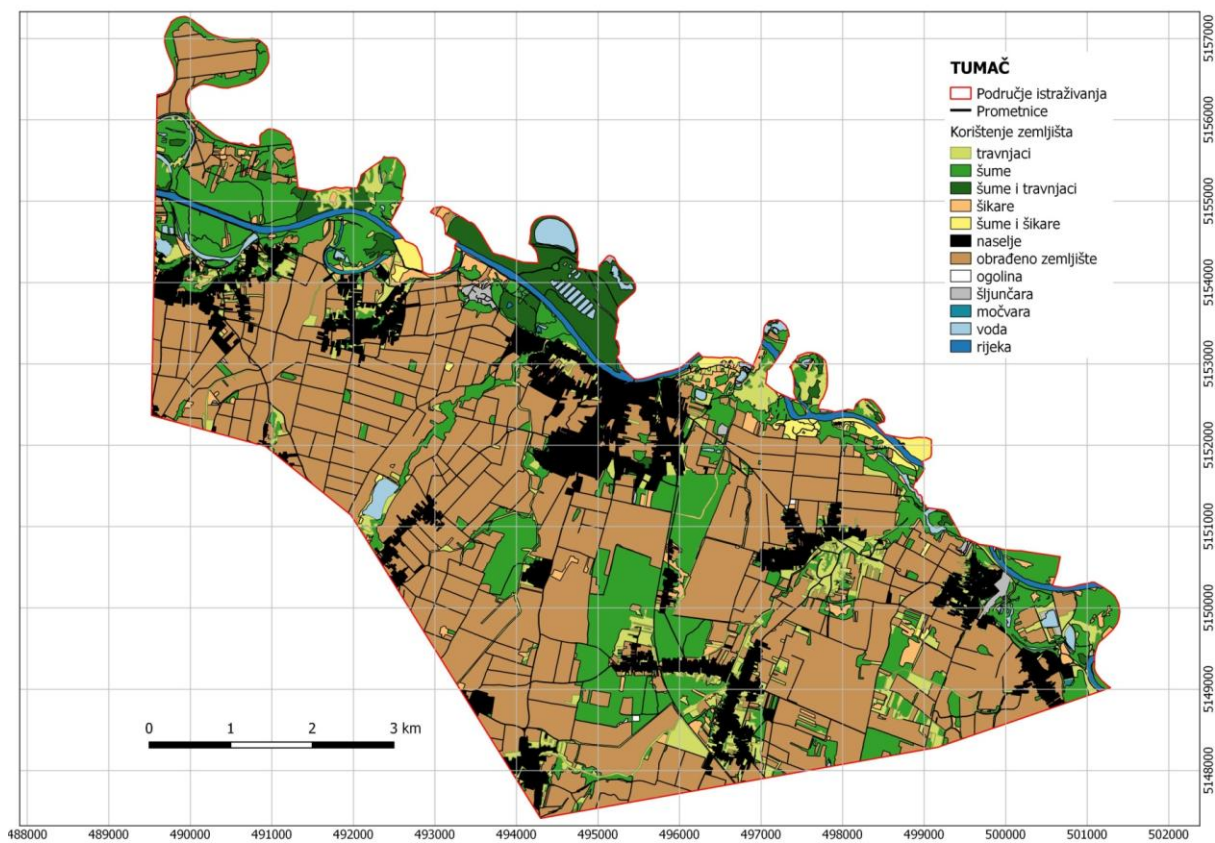 TUMAČ
Područje istraživanja
Prometnice
Korištenje zemljišta
travnjaci
šume
šume i travnjaci
šikare
šume i šikare
naselje
obrađeno zemljište
ogolina
šljunčara
močvara
voda
rijeka
5157000
5156000
5155000
5154000
5153000
5152000
5151000
5150000
5149000
5148000
0 1 2 3 km
488000 489000 490000 491000 492000 493000 494000 495000 496000 497000 498000 499000 500000 501000 502000